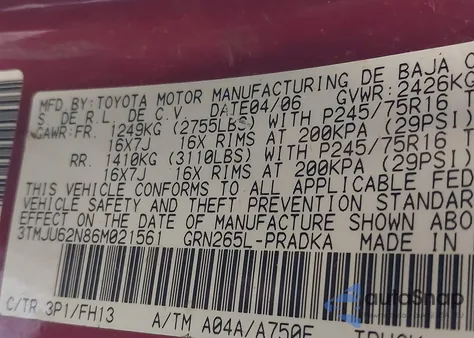 MFD.BY:TOYOTA MOTOR MANUFACTURING DE BAJA C
S. DE R.L. DE C.V. DATE04/06 GVWR:2426KG
GAWR:FR. 1249KG (2755LBS) WITH P245/75R16
16X7J RIMS AT 200KPA (29PSI)
RR. 1410KG (3110LBS) WITH P245/75R16
16X7J RIMS AT 200KPA (29PSI)
THIS VEHICLE CONFORMS TO ALL APPLICABLE FED
VEHICLE SAFETY AND THEFT PREVENTION STANDAR
EFFECT ON THE DATE OF MANUFACTURE SHOWN ABO
3TMJU62N86M021561 GRN265L-PRADKA MADE IN
C/TR 3P1/FH13 A/TM A04A/A750E TRUCK
autoSnap